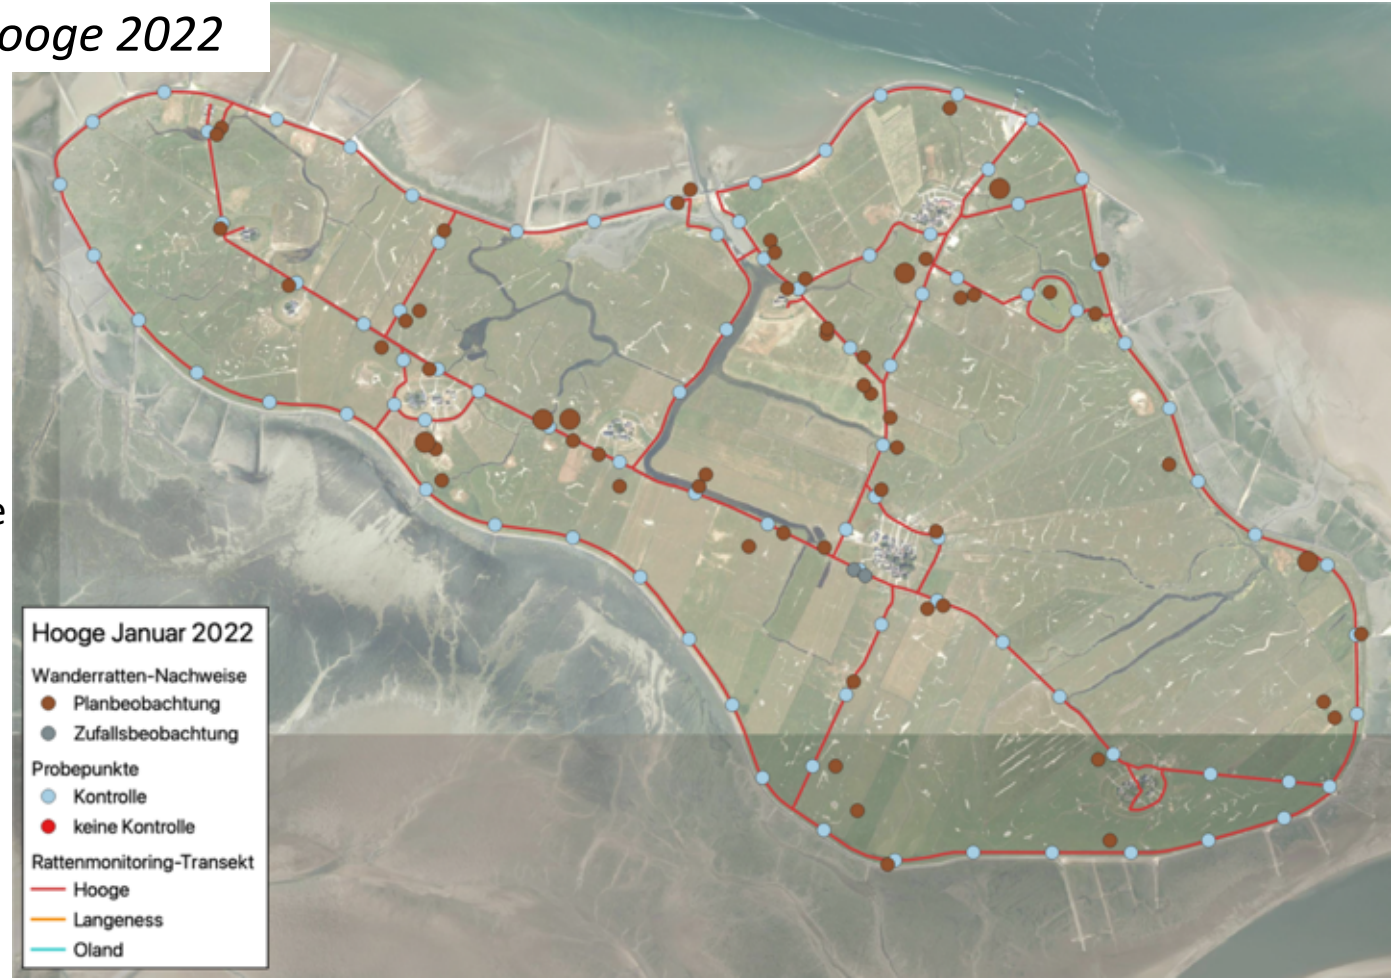 ooge 2022
e
Hooge Januar 2022
Wanderratten-Nachweise
Planbeobachtung
Zufallsbeobachtung
Probepunkte
Kontrolle
keine Kontrolle
Rattenmonitoring-Transekt
Hooge
Langeness
Oland